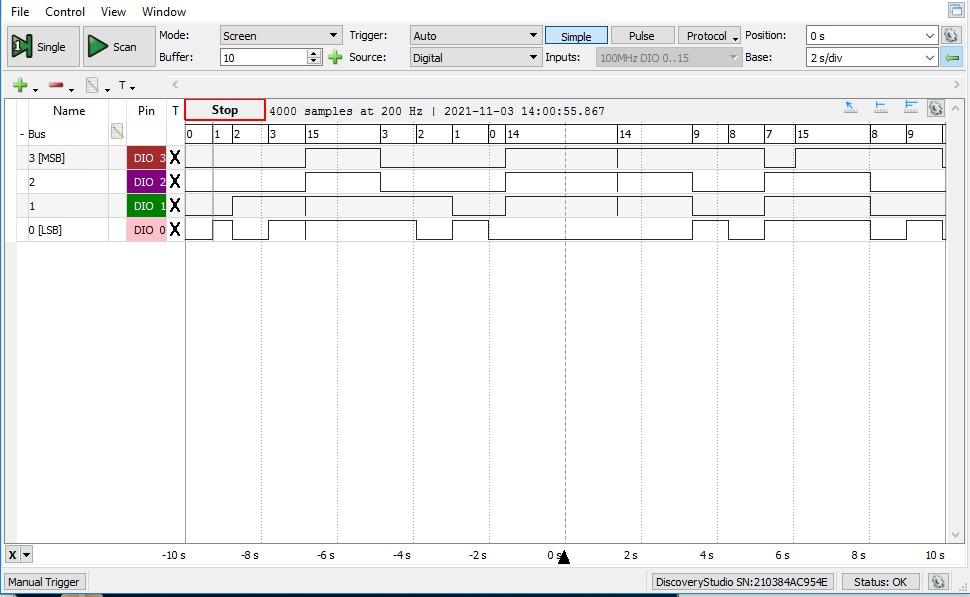 File Control View Window
Single Scan Mode: Screen Trigger: Auto Simple Pulse Protocol Position: 0 s
Buffer: 10 Source: Digital Inputs: 100MHz DIO 0..15 Base: 2 s/div
T
Name Pin T Stop 4000 samples at 200 Hz | 2021-11-03 14:00:55.867
- Bus 0 1 2 3 15 3 2 1 0 14 14 9 8 7 15 8 9
3 [MSB] DIO 3 X
2 DIO 2 X
1 DIO 1 X
0 [LSB] DIO 0 X
X -10 s -8 s -6 s -4 s -2 s 0 s 2 s 4 s 6 s 8 s 10 s
Manual Trigger DiscoveryStudio SN:210384AC954E Status: OK